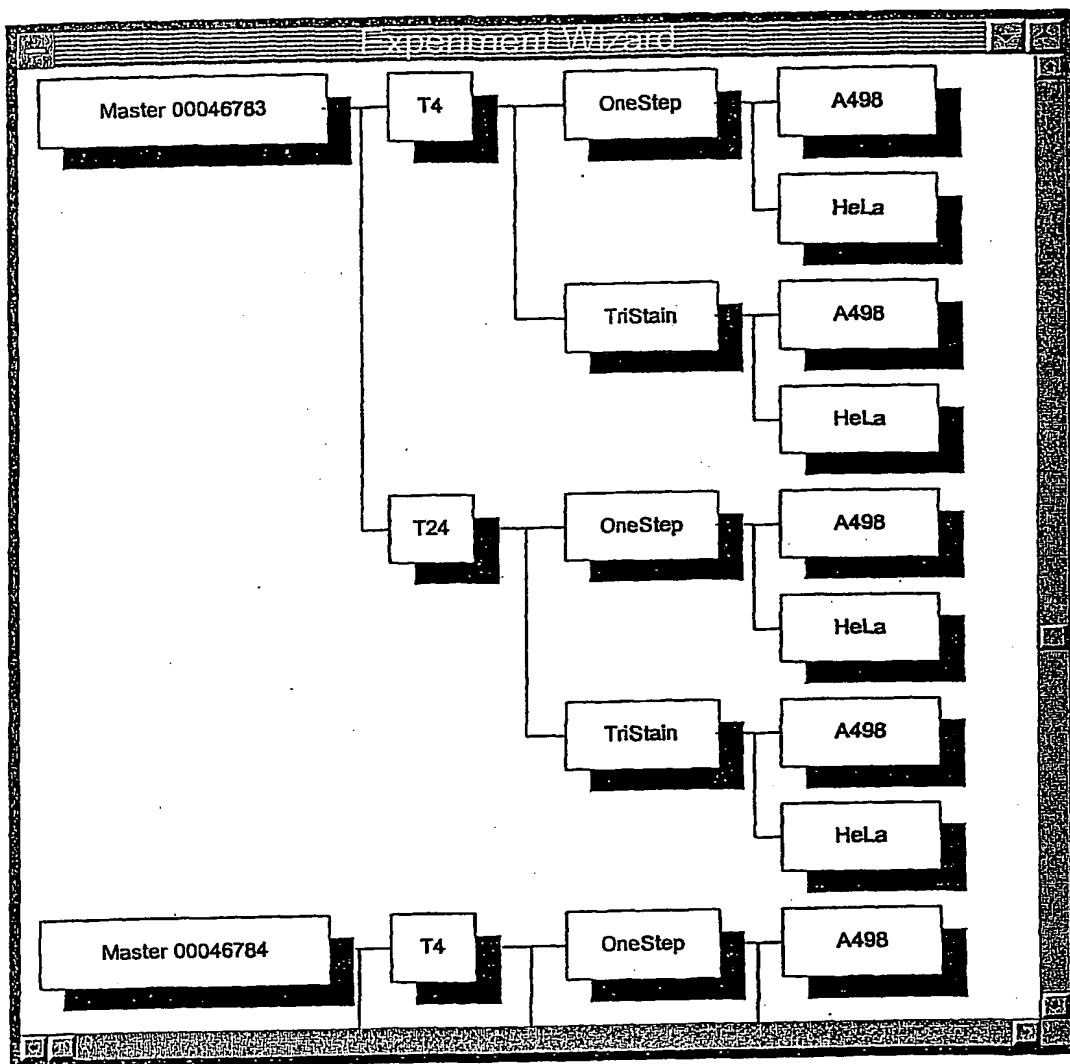 Experiment Wizard
Master 00046783
T4
OneStep
A498
HeLa
TriStain
A498
HeLa
T24
OneStep
A498
HeLa
TriStain
A498
HeLa
Master 00046784
T4
OneStep
A498